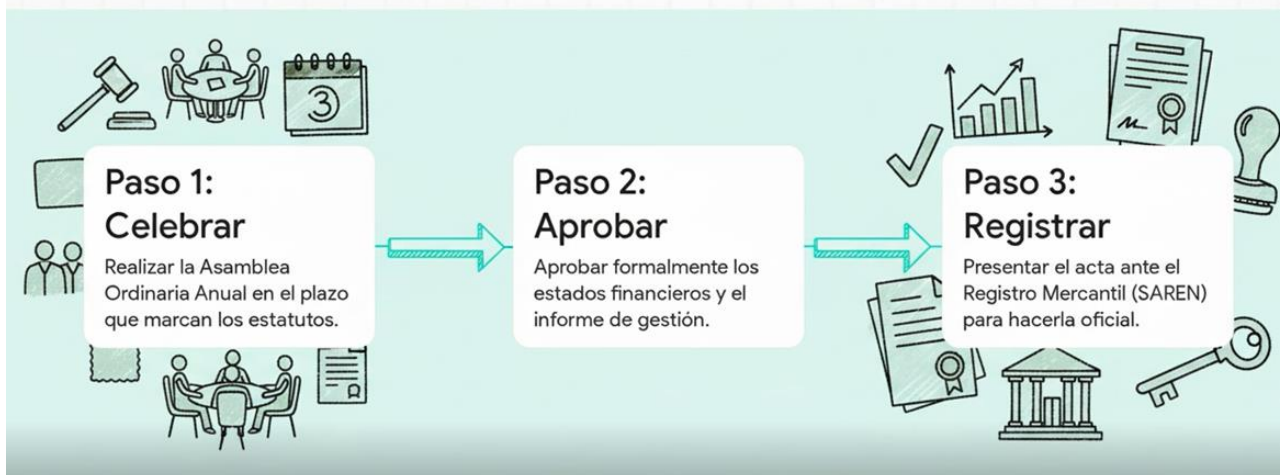 3
Paso 1:
Celebrar
Realizar la Asamblea
Ordinaria Anual en el plazo
que marcan los estatutos.
Paso 2:
Aprobar
Aprobar formalmente los
estados financieros y el
informe de gestión.
Paso 3:
Registrar
Presentar el acta ante el
Registro Mercantil (SAREN)
para hacerla oficial.